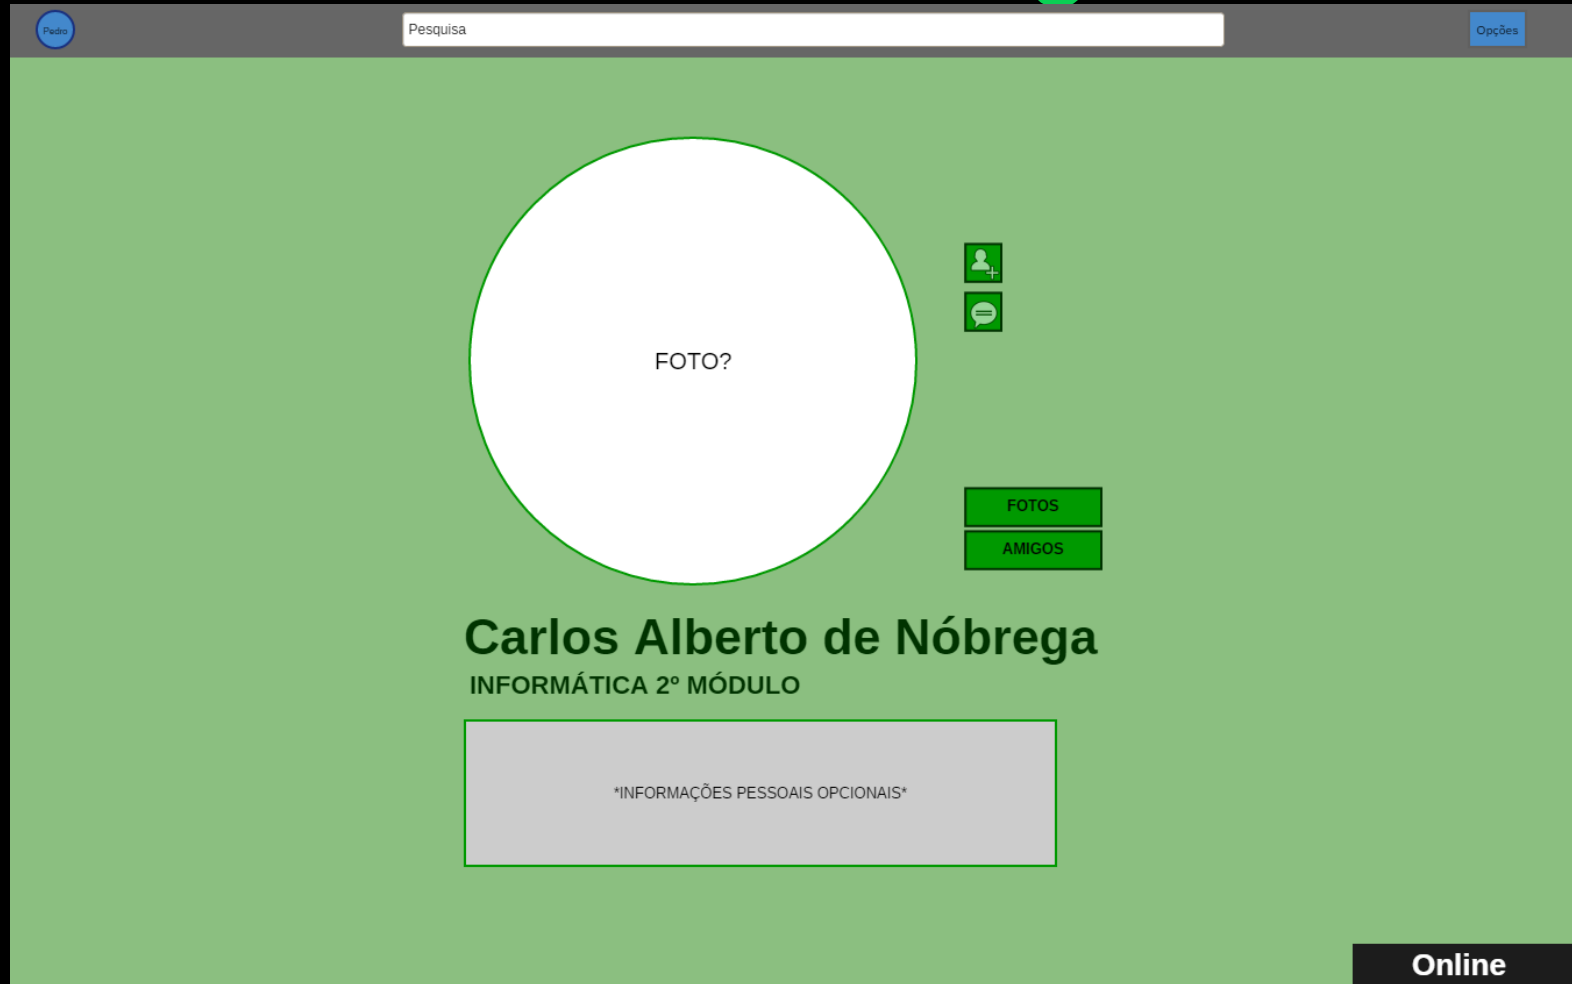 Pedro
Pesquisa
Opções
FOTO?
FOTOS
AMIGOS
Carlos Alberto de Nóbrega
INFORMÁTICA 2º MÓDULO
*INFORMAÇÕES PESSOAIS OPCIONAIS*
Online